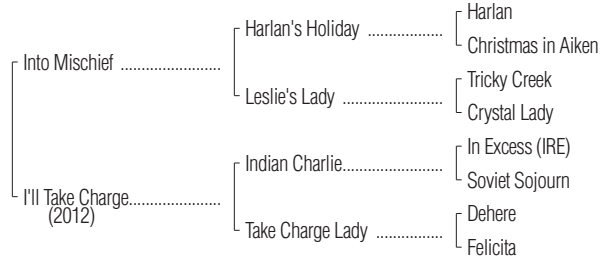 Harlan
Harlan's Holiday ..................
Christmas in Aiken
Into Mischief .......................
Tricky Creek
Leslie's Lady .......................
Crystal Lady
In Excess (IRE)
Indian Charlie.......................
Soviet Sojourn
I'll Take Charge.....................
(2012)
Dehere
Take Charge Lady ...............
Felicita